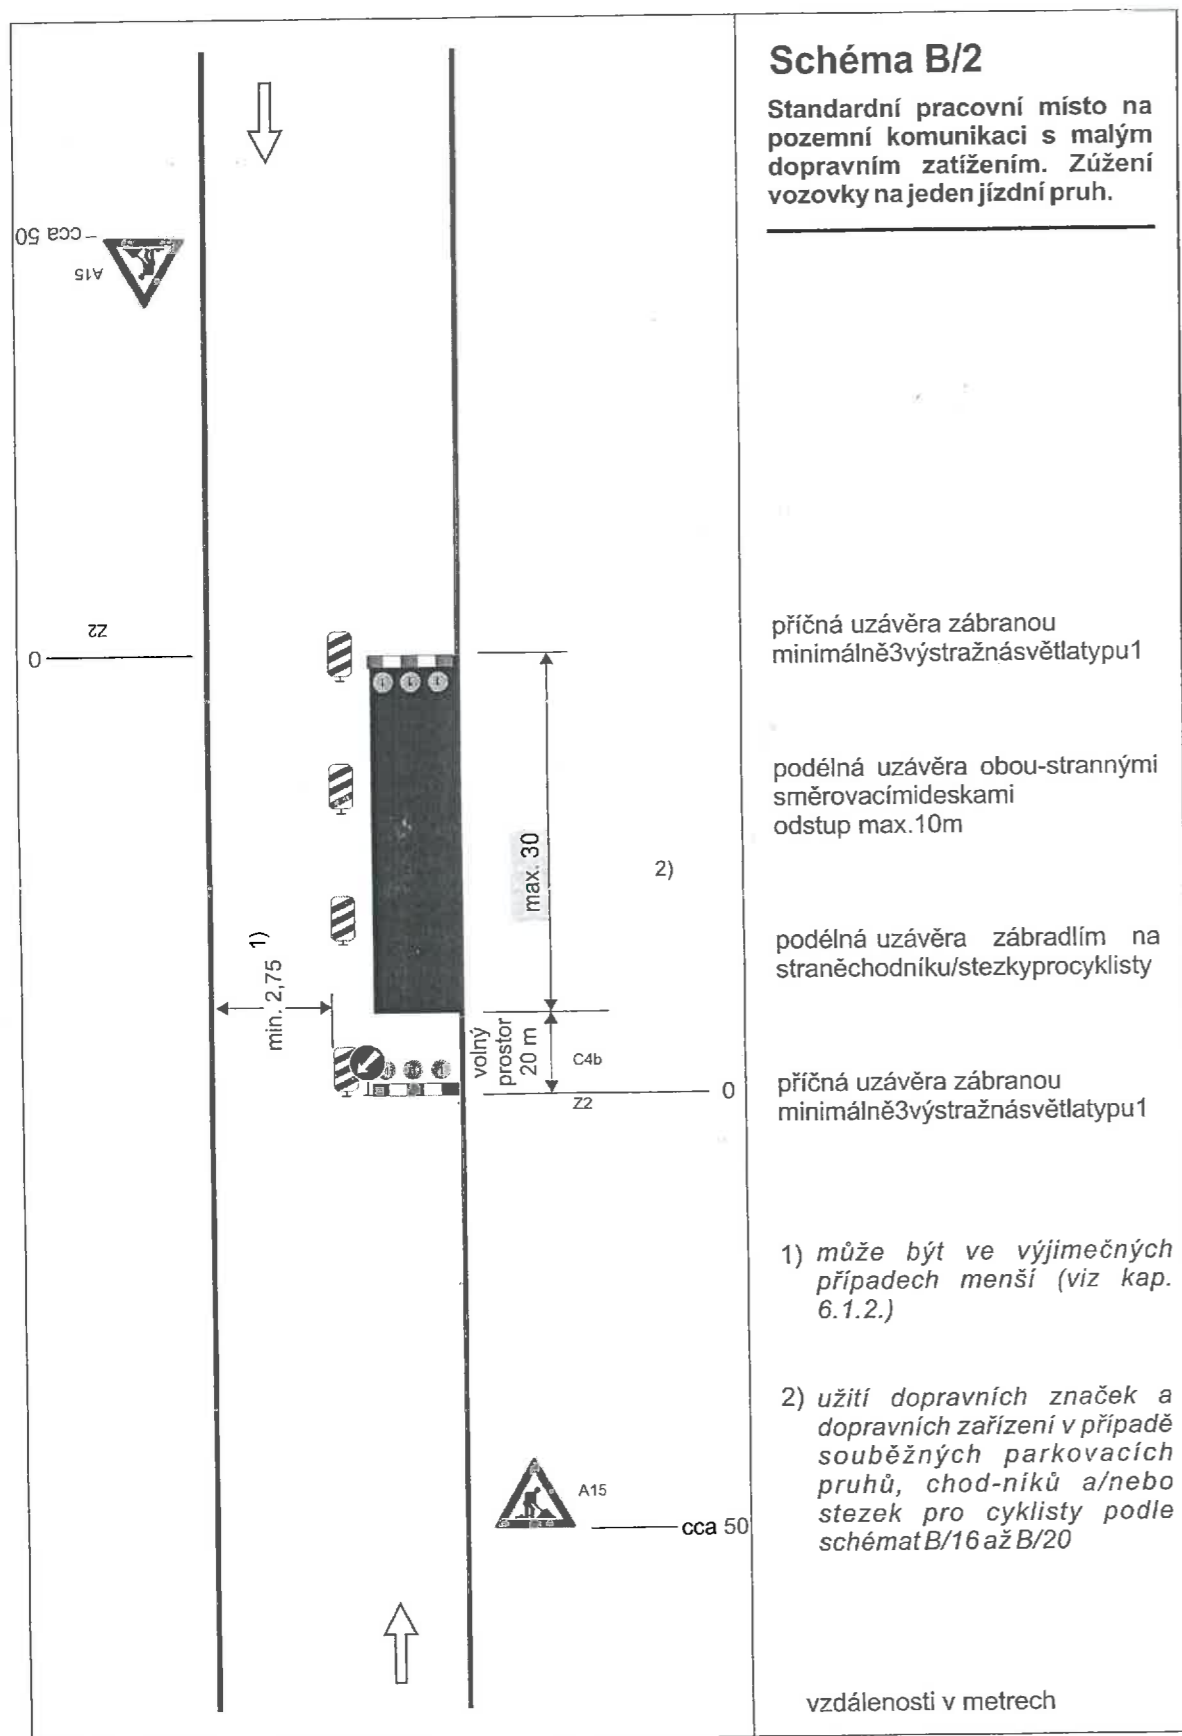 Schéma B/2
Standardní pracovní místo na
pozemní komunikaci s malým
dopravním zatížením. Zúžení
vozovky na jeden jízdní pruh.
cca 50
A15
Z2
0
příčná uzávěra zábranou
minimálně3výstražnásvětlatypu1
podélná uzávěra obou-strannými
směrovacímideskami
odstup max.10m
max. 30
2)
podélná uzávěra zábradlím na
straněchodníku/stezkyprocyklisty
min. 2,75 1)
volný
prostor
20 m
C4b
Z2
0
příčná uzávěra zábranou
minimálně3výstražnásvětlatypu1
1) může být ve výjimečných
případech menší (viz kap.
6.1.2.)
2) užití dopravních značek a
dopravních zařízení v případě
souběžných parkovacích
pruhů, chod-níků a/nebo
stezek pro cyklisty podle
schémat B/16 až B/20
A15
cca 50
vzdálenosti v metrech